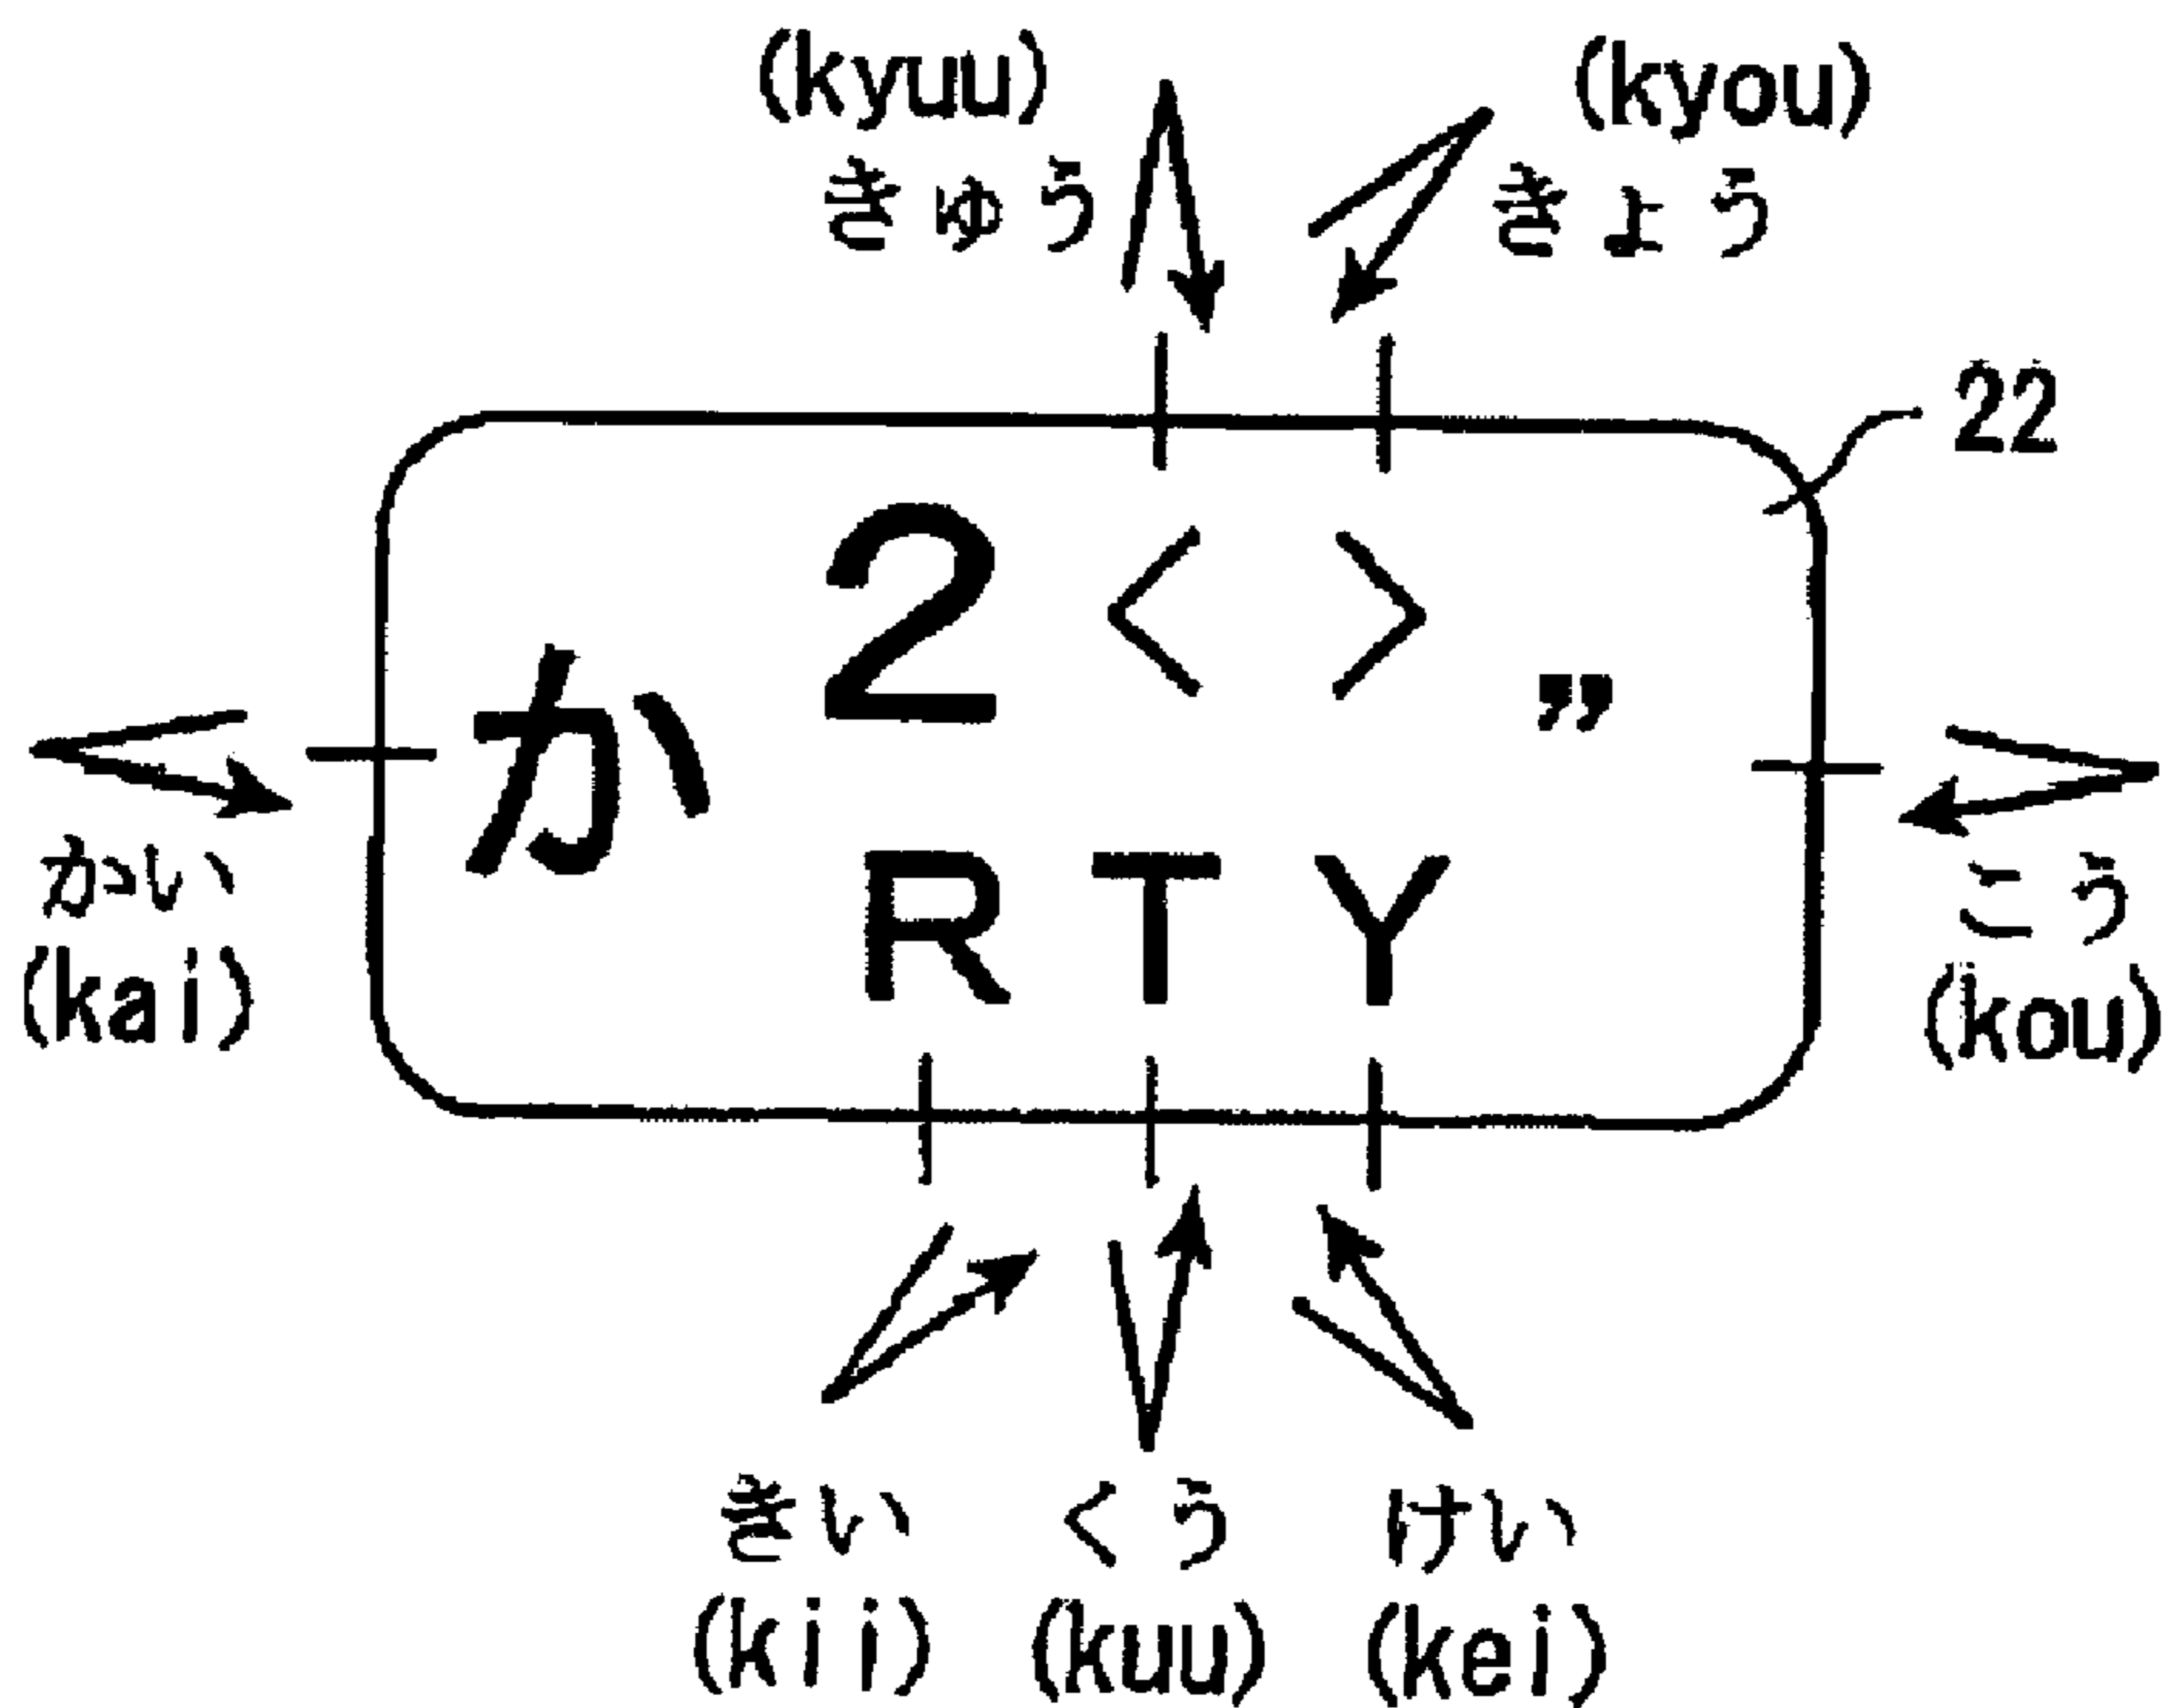 (kyuu) (kyou)
きゅう きょう
22
2 < > ”
か
R T Y
かい こう
(kai) (kou)
きい くう けい
(kii) (kuu) (kei)